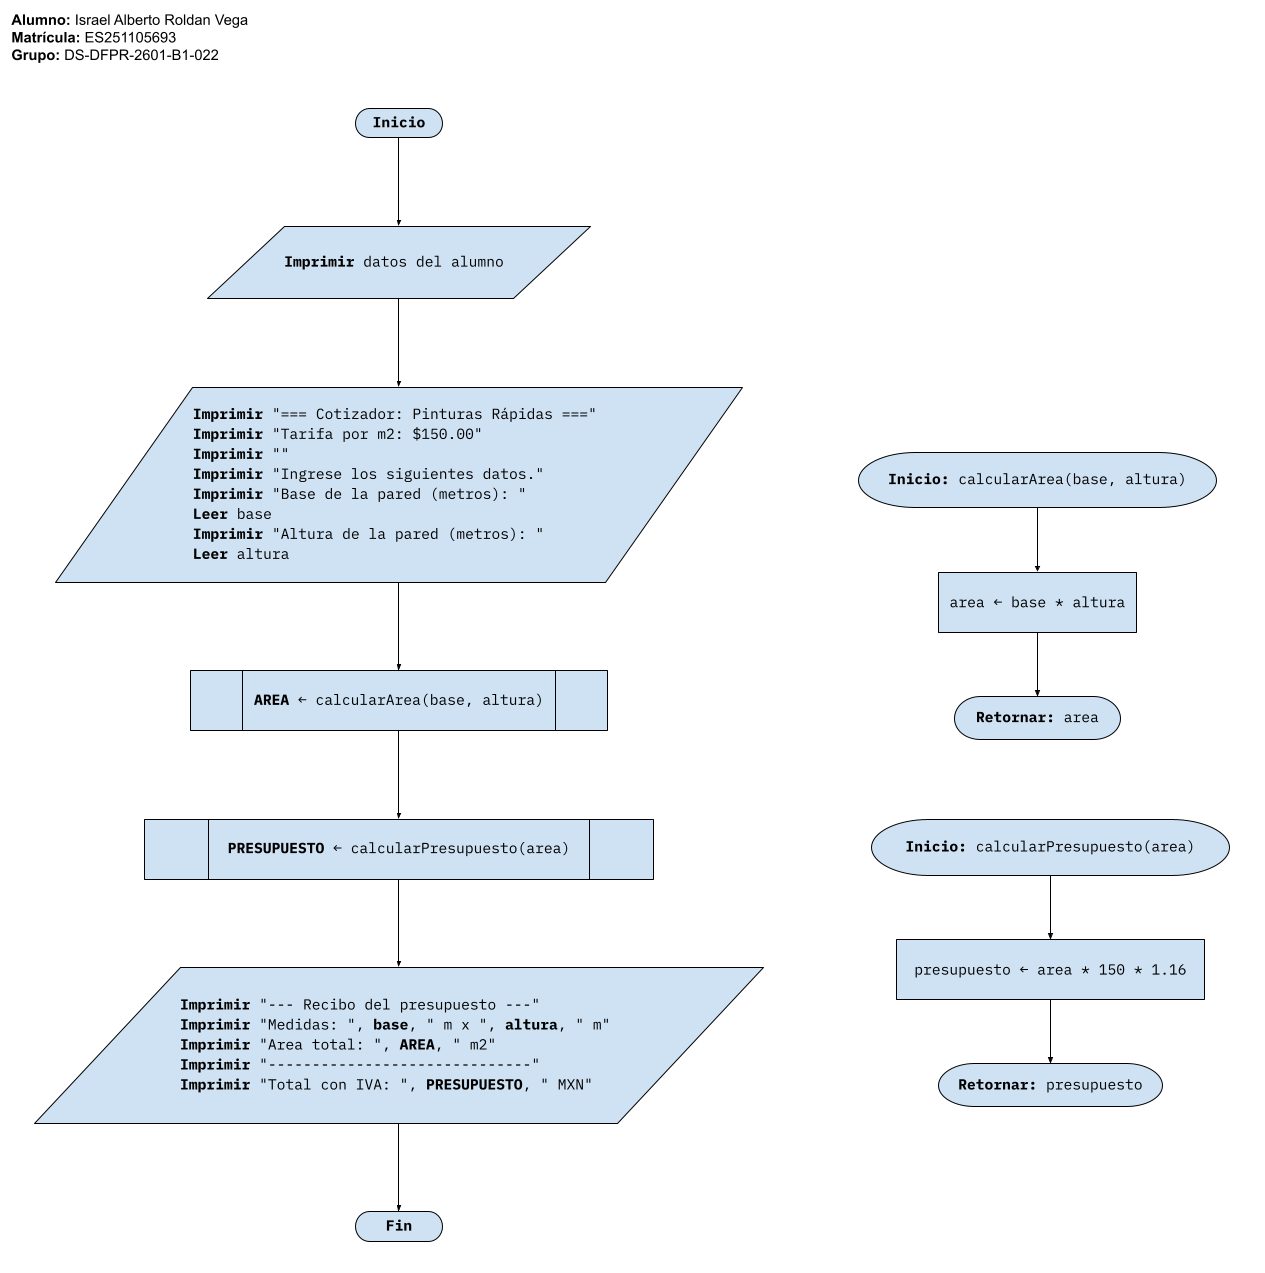 Alumno: Israel Alberto Roldan Vega
Matrícula: ES251105693
Grupo: DS-DFPR-2601-B1-022
Inicio
Imprimir datos del alumno
Imprimir "=== Cotizador: Pinturas Rápidas ==="
Imprimir "Tarifa por m2: $150.00"
Imprimir ""
Imprimir "Ingrese los siguientes datos."
Imprimir "Base de la pared (metros): "
Leer base
Imprimir "Altura de la pared (metros): "
Leer altura
AREA ← calcularArea(base, altura)
PRESUPUESTO ← calcularPresupuesto(area)
Imprimir "--- Recibo del presupuesto ---"
Imprimir "Medidas: ", base, " m x ", altura, " m"
Imprimir "Area total: ", AREA, " m2"
Imprimir "------------------------------"
Imprimir "Total con IVA: ", PRESUPUESTO, " MXN"
Fin
Inicio: calcularArea(base, altura)
area ← base * altura
Retornar: area
Inicio: calcularPresupuesto(area)
presupuesto ← area * 150 * 1.16
Retornar: presupuesto